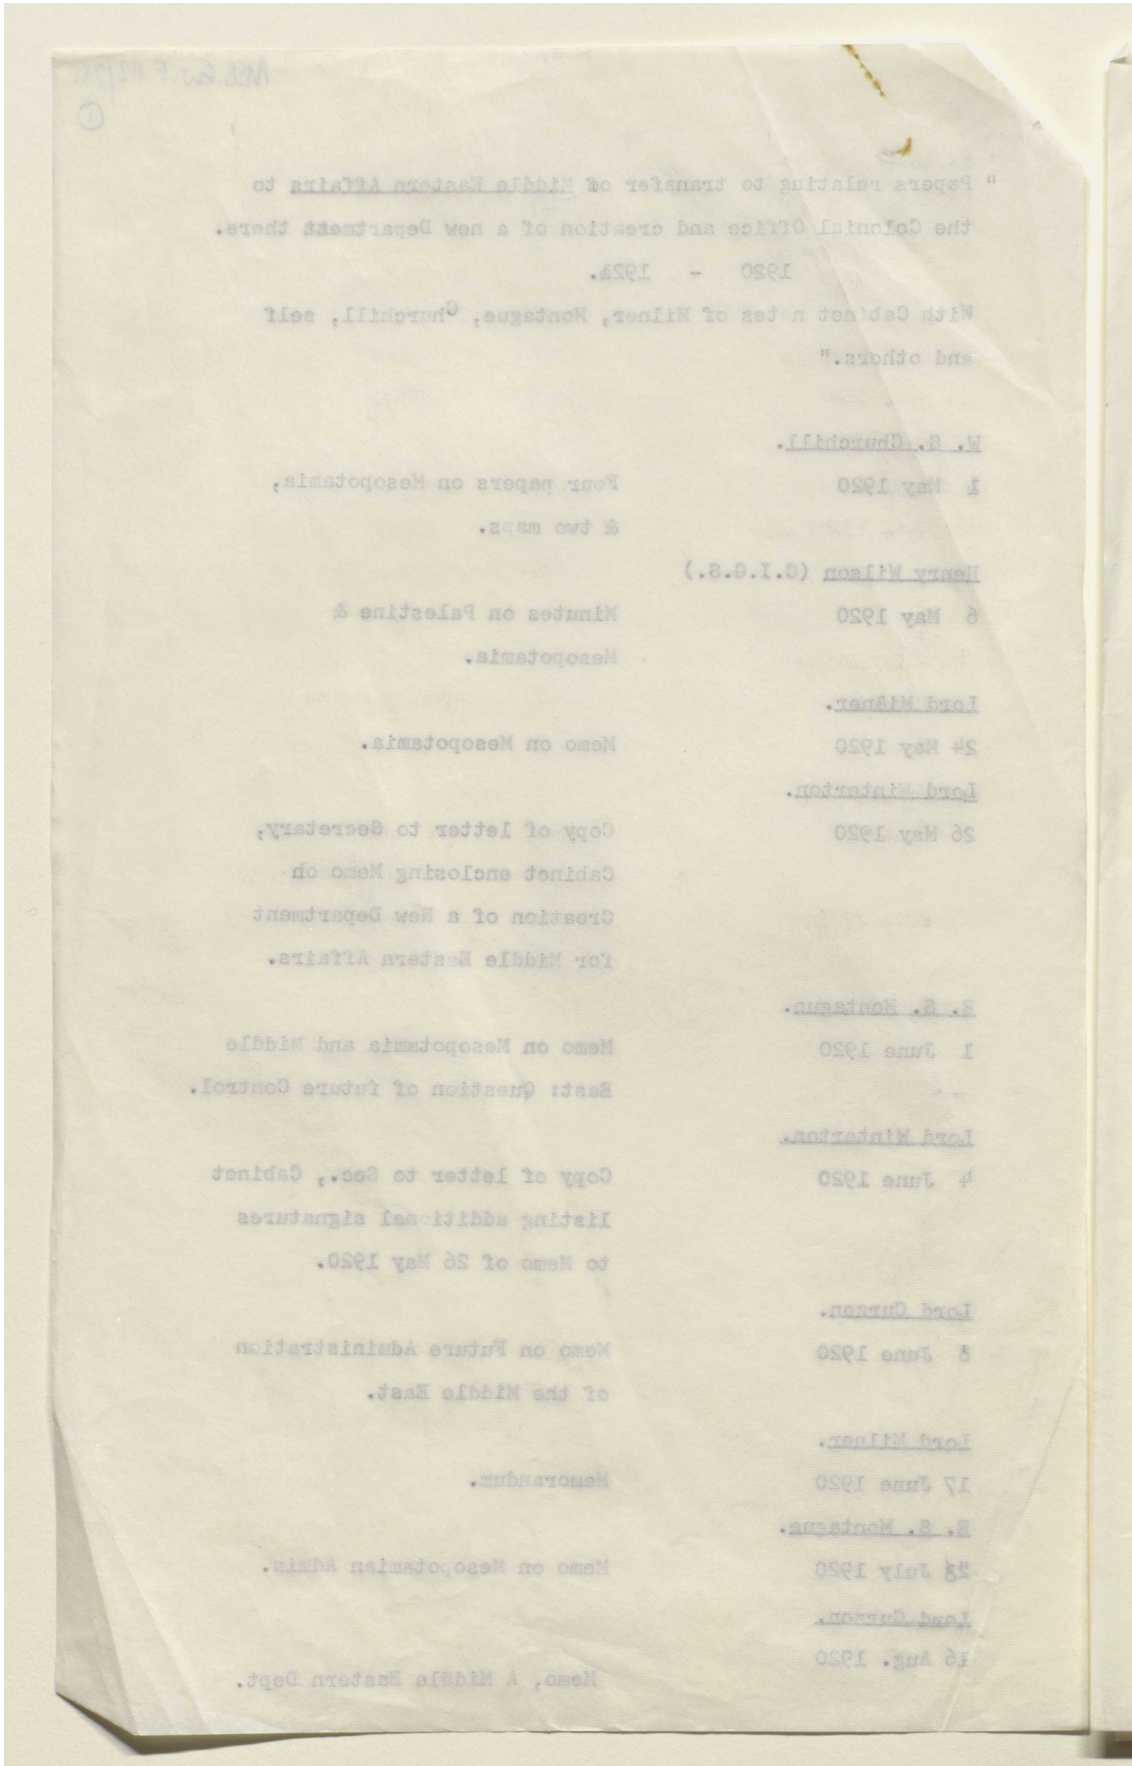 " Papers relating to transfer of Middle Eastern Affairs to
the Colonial Office and creation of a new Department there.
1920 - 1921.
With Cabinet notes of Milner, Montague, Churchill, self
and others."
W. S. Churchill.
1 May 1920 Four papers on Mesopotamia,
& two maps.
Henry Wilson (C.I.G.S.)
6 May 1920 Minutes on Palestine &
Mesopotamia.
Lord Milner.
24 May 1920 Memo on Mesopotamia.
Lord Winterton.
26 May 1920 Copy of letter to Secretary,
Cabinet enclosing Memo on
Creation of a New Department
for Middle Eastern Affairs.
E. S. Montague.
1 June 1920 Memo on Mesopotamia and Middle
East: Question of future Control.
Lord Winterton.
4 June 1920 Copy of letter to Sec., Cabinet
listing additional signatures
to Memo of 26 May 1920.
Lord Curzon.
8 June 1920 Memo on Future Administration
of the Middle East.
Lord Milner.
17 June 1920 Memorandum.
E. S. Montague.
July 1920 Memo on Mesopotamian Admin.
Lord Curzon.
16 Aug. 1920
Memo, A Middle Eastern Dept.